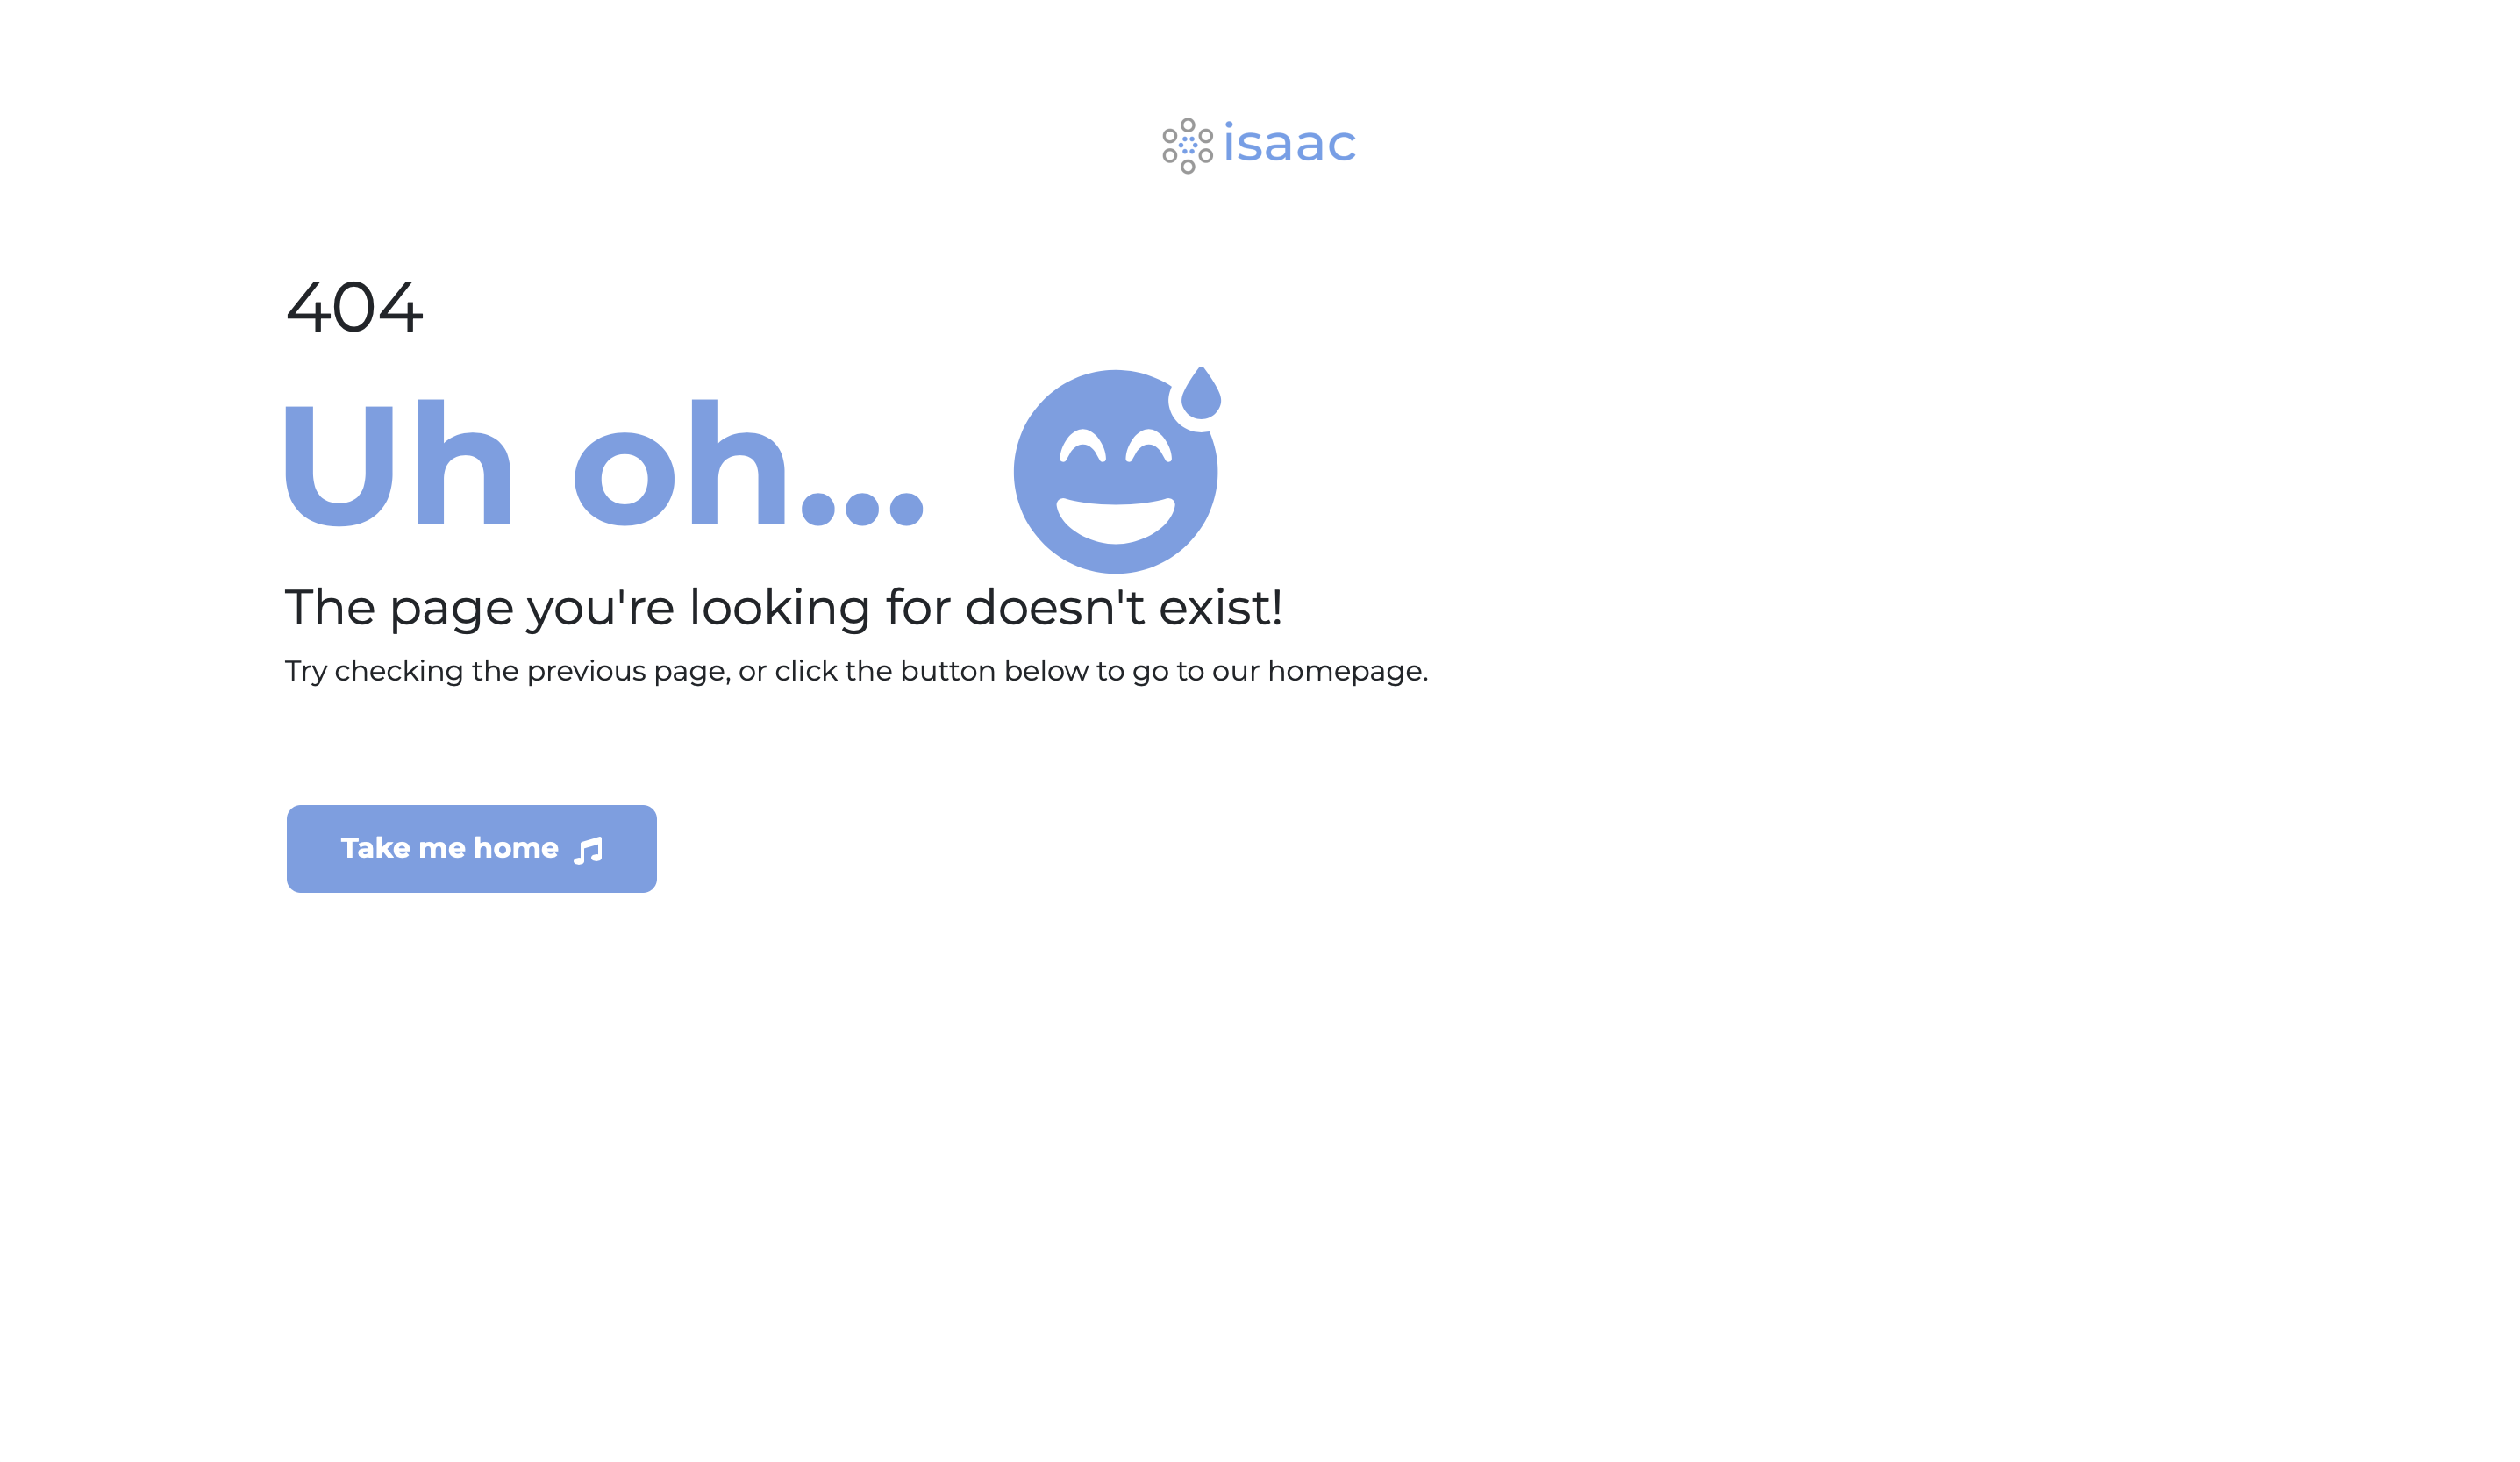 isaac
404
Uh oh...
The page you're looking for doesn't exist!
Try checking the previous page, or click the button below to go to our homepage.
Take me home